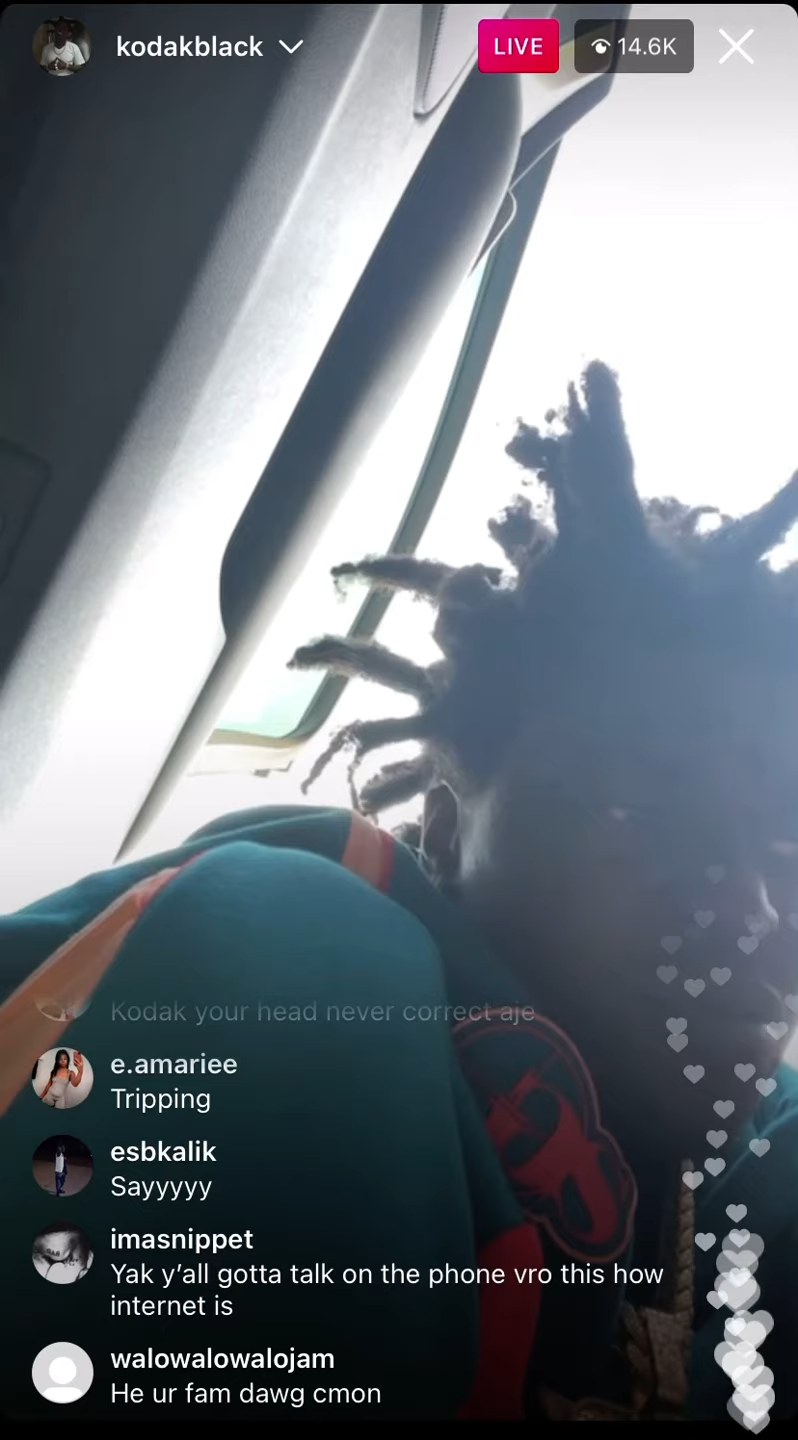 kodakblack
LIVE
14.6K
Kodak your head never correct aje
e.amariee
Tripping
esbkalik
Sayyyyy
imasnippet
Yak y’all gotta talk on the phone vro this how
internet is
walowalowalojam
He ur fam dawg cmon